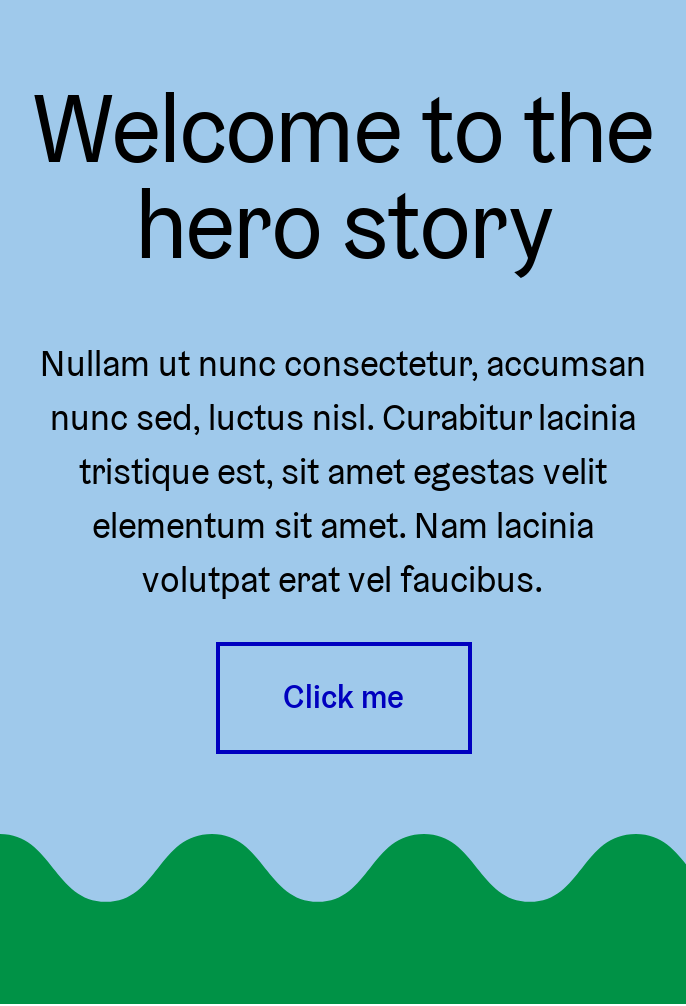 Welcome to the
hero story
Nullam ut nunc consectetur, accumsan
nunc sed, luctus nisl. Curabitur lacinia
tristique est, sit amet egestas velit
elementum sit amet. Nam lacinia
volutpat erat vel faucibus.
Click me